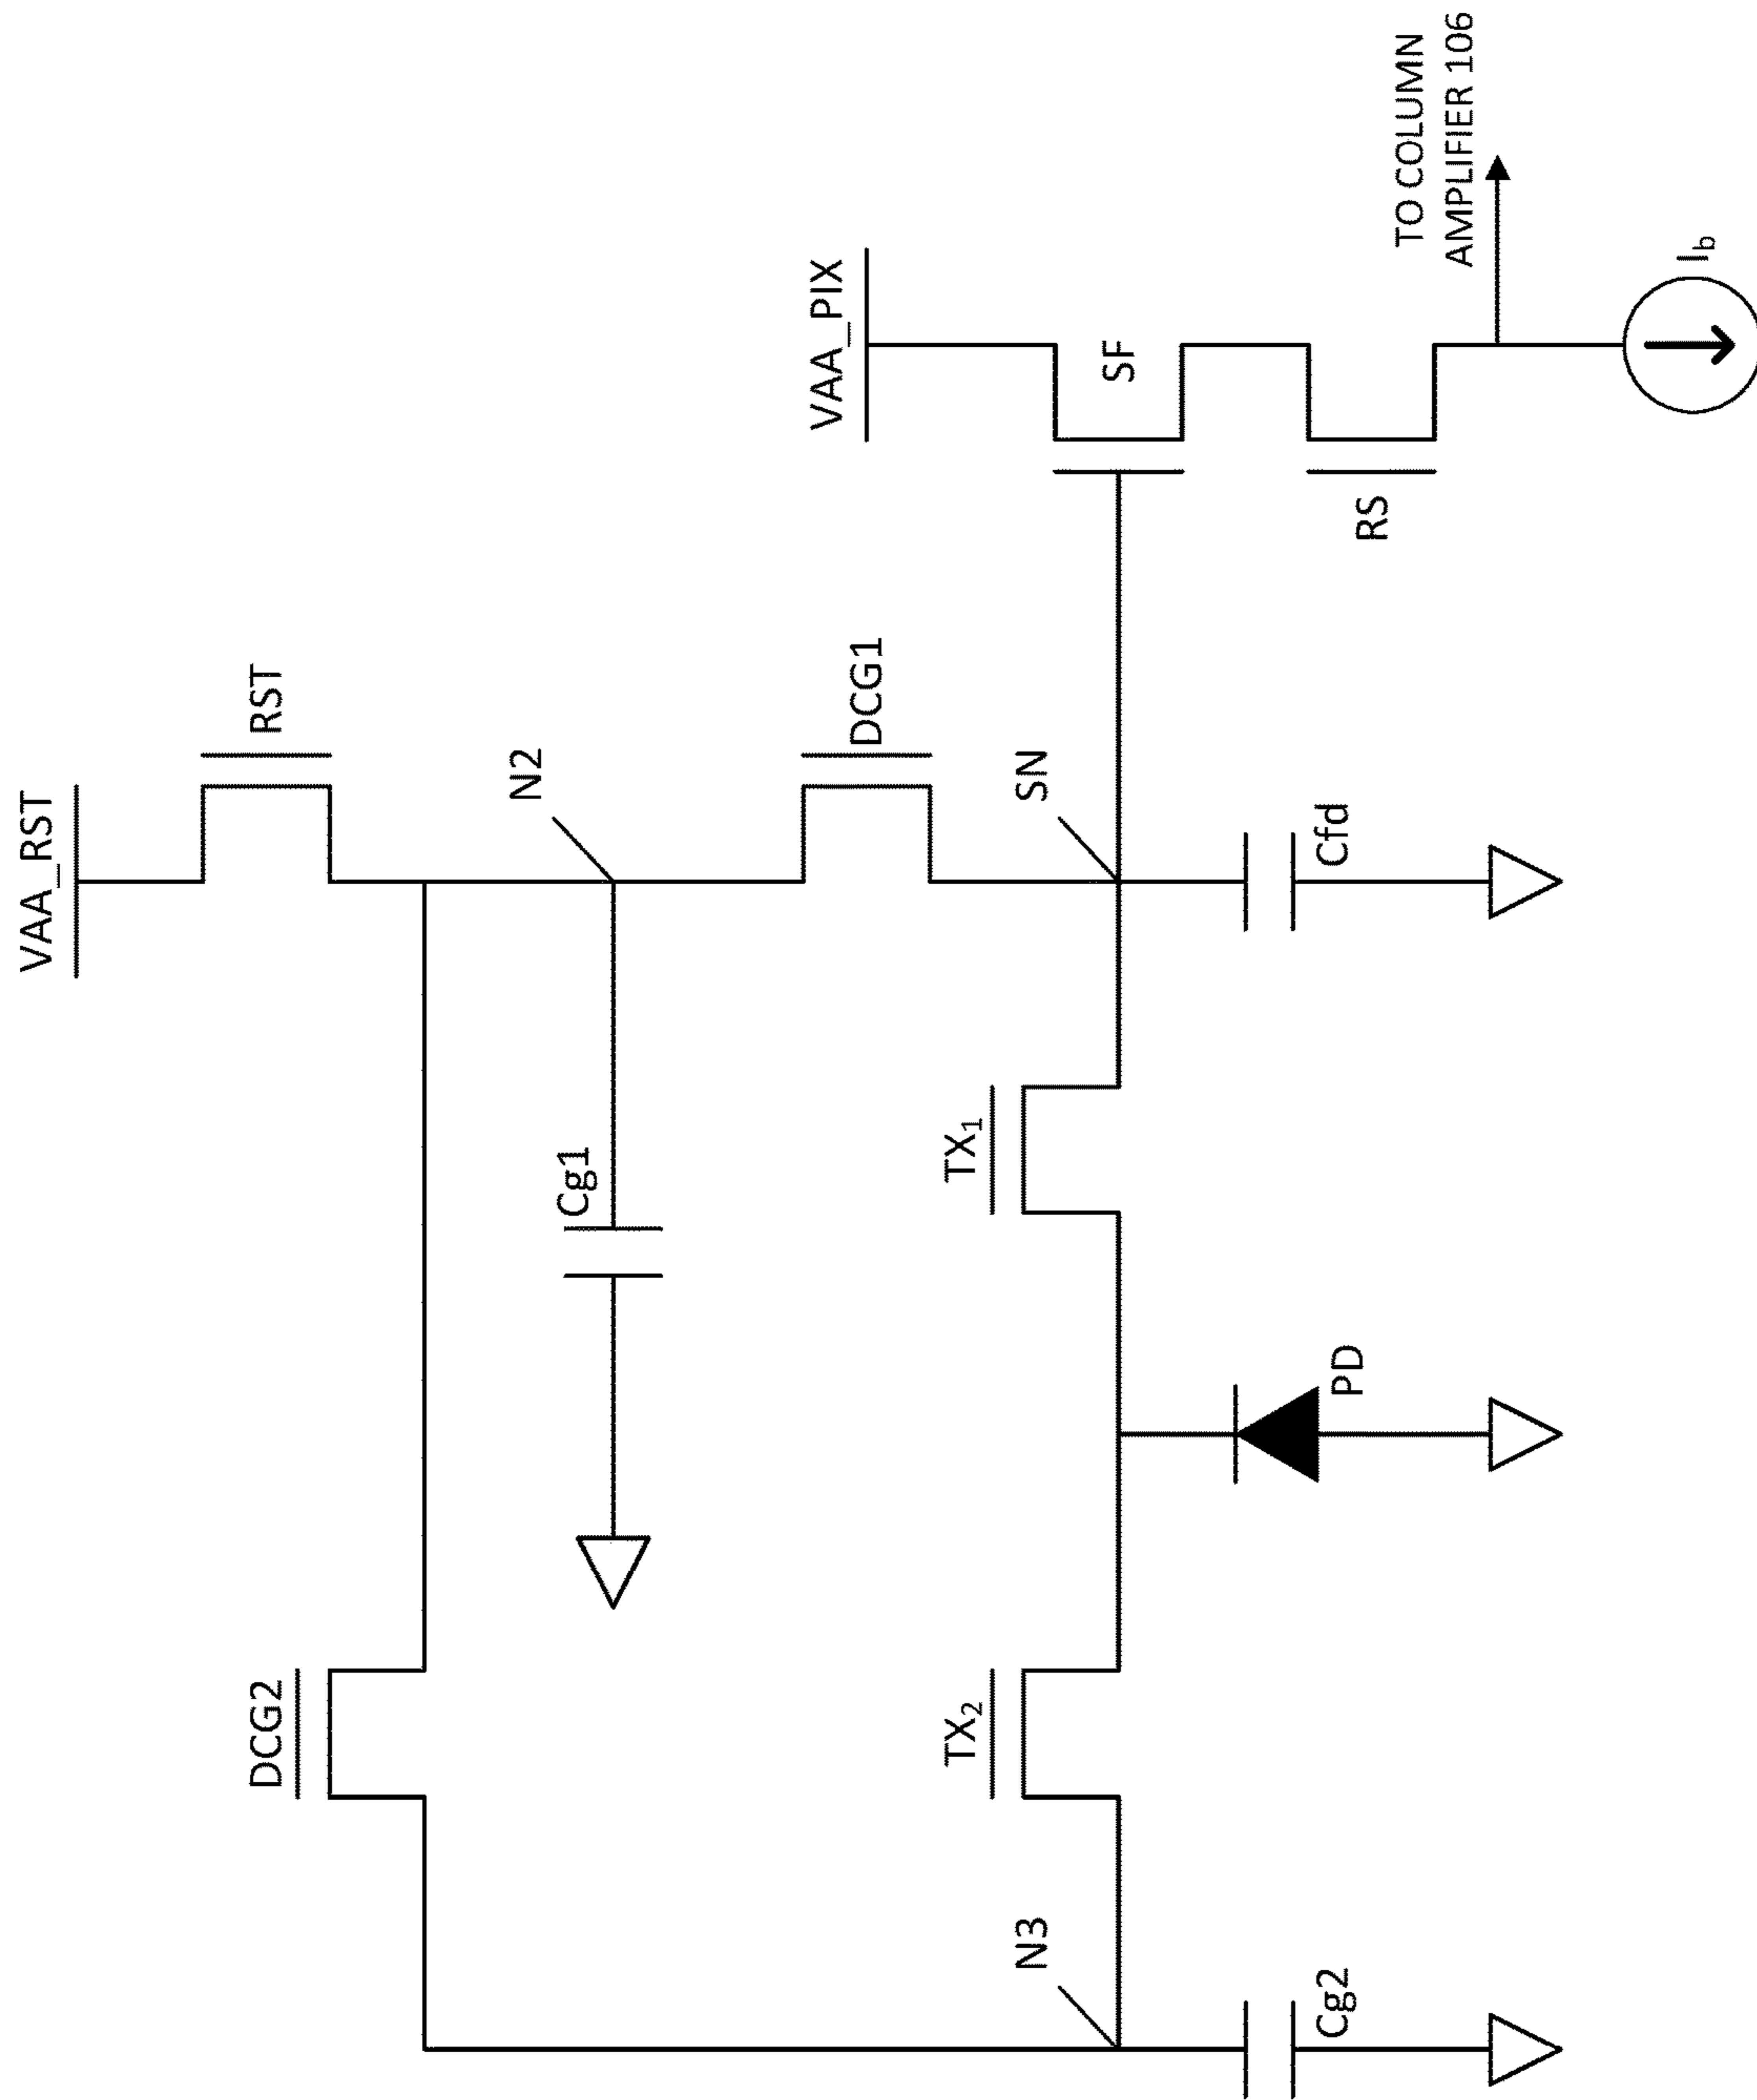 VAA_RST
RST
DCG2
N2
Cg1
DCG1
VAA_PIX
TX1
TX2
SN
SF
N3
RS
Cg2
PD
Cfd
TO COLUMN
AMPLIFIER 106
Ib